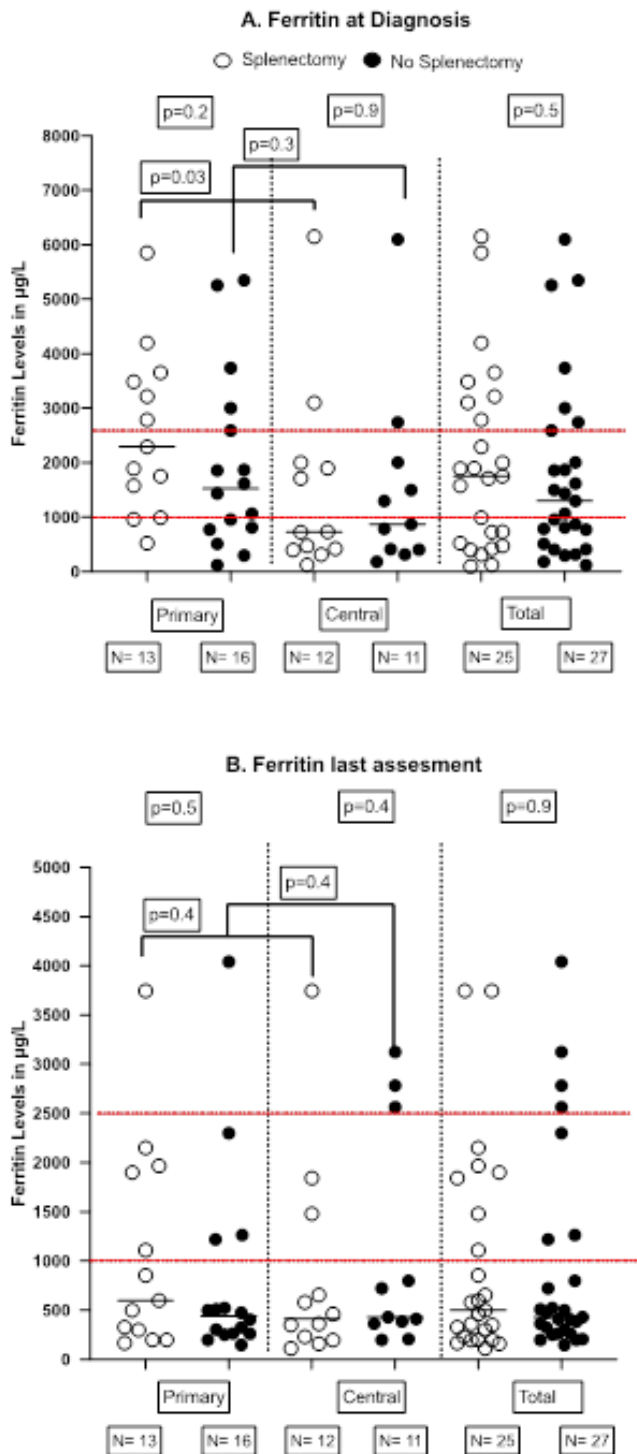 A. Ferritin at Diagnosis
Splenectomy No Splenectomy
p=0.2 p=0.9 p=0.5
p=0.3
p=0.03
Ferritin Levels in µg/L
8000
7000
6000
5000
4000
3000
2000
1000
0
Primary Central Total
N= 13 N= 16 N= 12 N= 11 N= 25 N= 27
B. Ferritin last assesment
p=0.5 p=0.4 p=0.9
p=0.4
p=0.4
Ferritin Levels in µg/L
5000
4500
4000
3500
3000
2500
2000
1500
1000
500
0
Primary Central Total
N= 13 N= 16 N= 12 N= 11 N= 25 N= 27